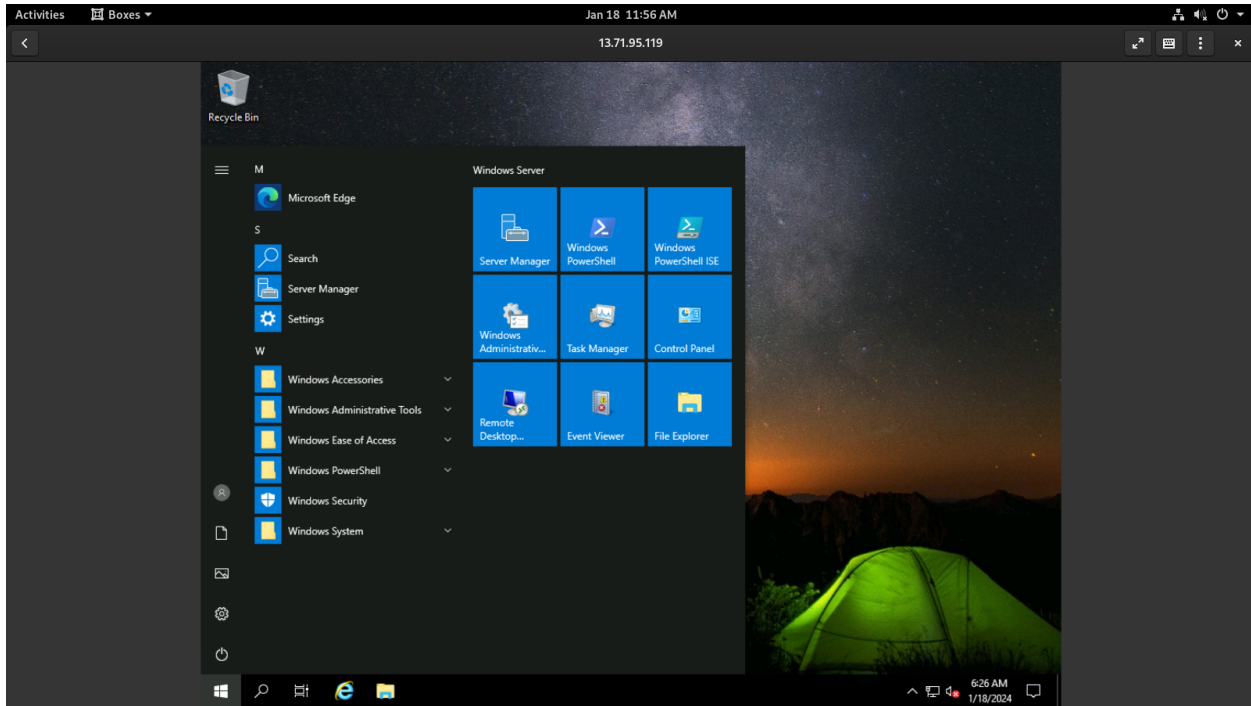 Activities
Boxes
Jan 18 11:56 AM
13.71.95.119
Recycle Bin
M
Microsoft Edge
S
Search
Server Manager
Settings
W
Windows Accessories
Windows Administrative Tools
Windows Ease of Access
Windows PowerShell
Windows Security
Windows System
Windows Server
Server Manager
Windows
PowerShell
Windows
PowerShell ISE
Windows
Administrativ...
Task Manager
Control Panel
Remote
Desktop...
Event Viewer
File Explorer
6:26 AM
1/18/2024